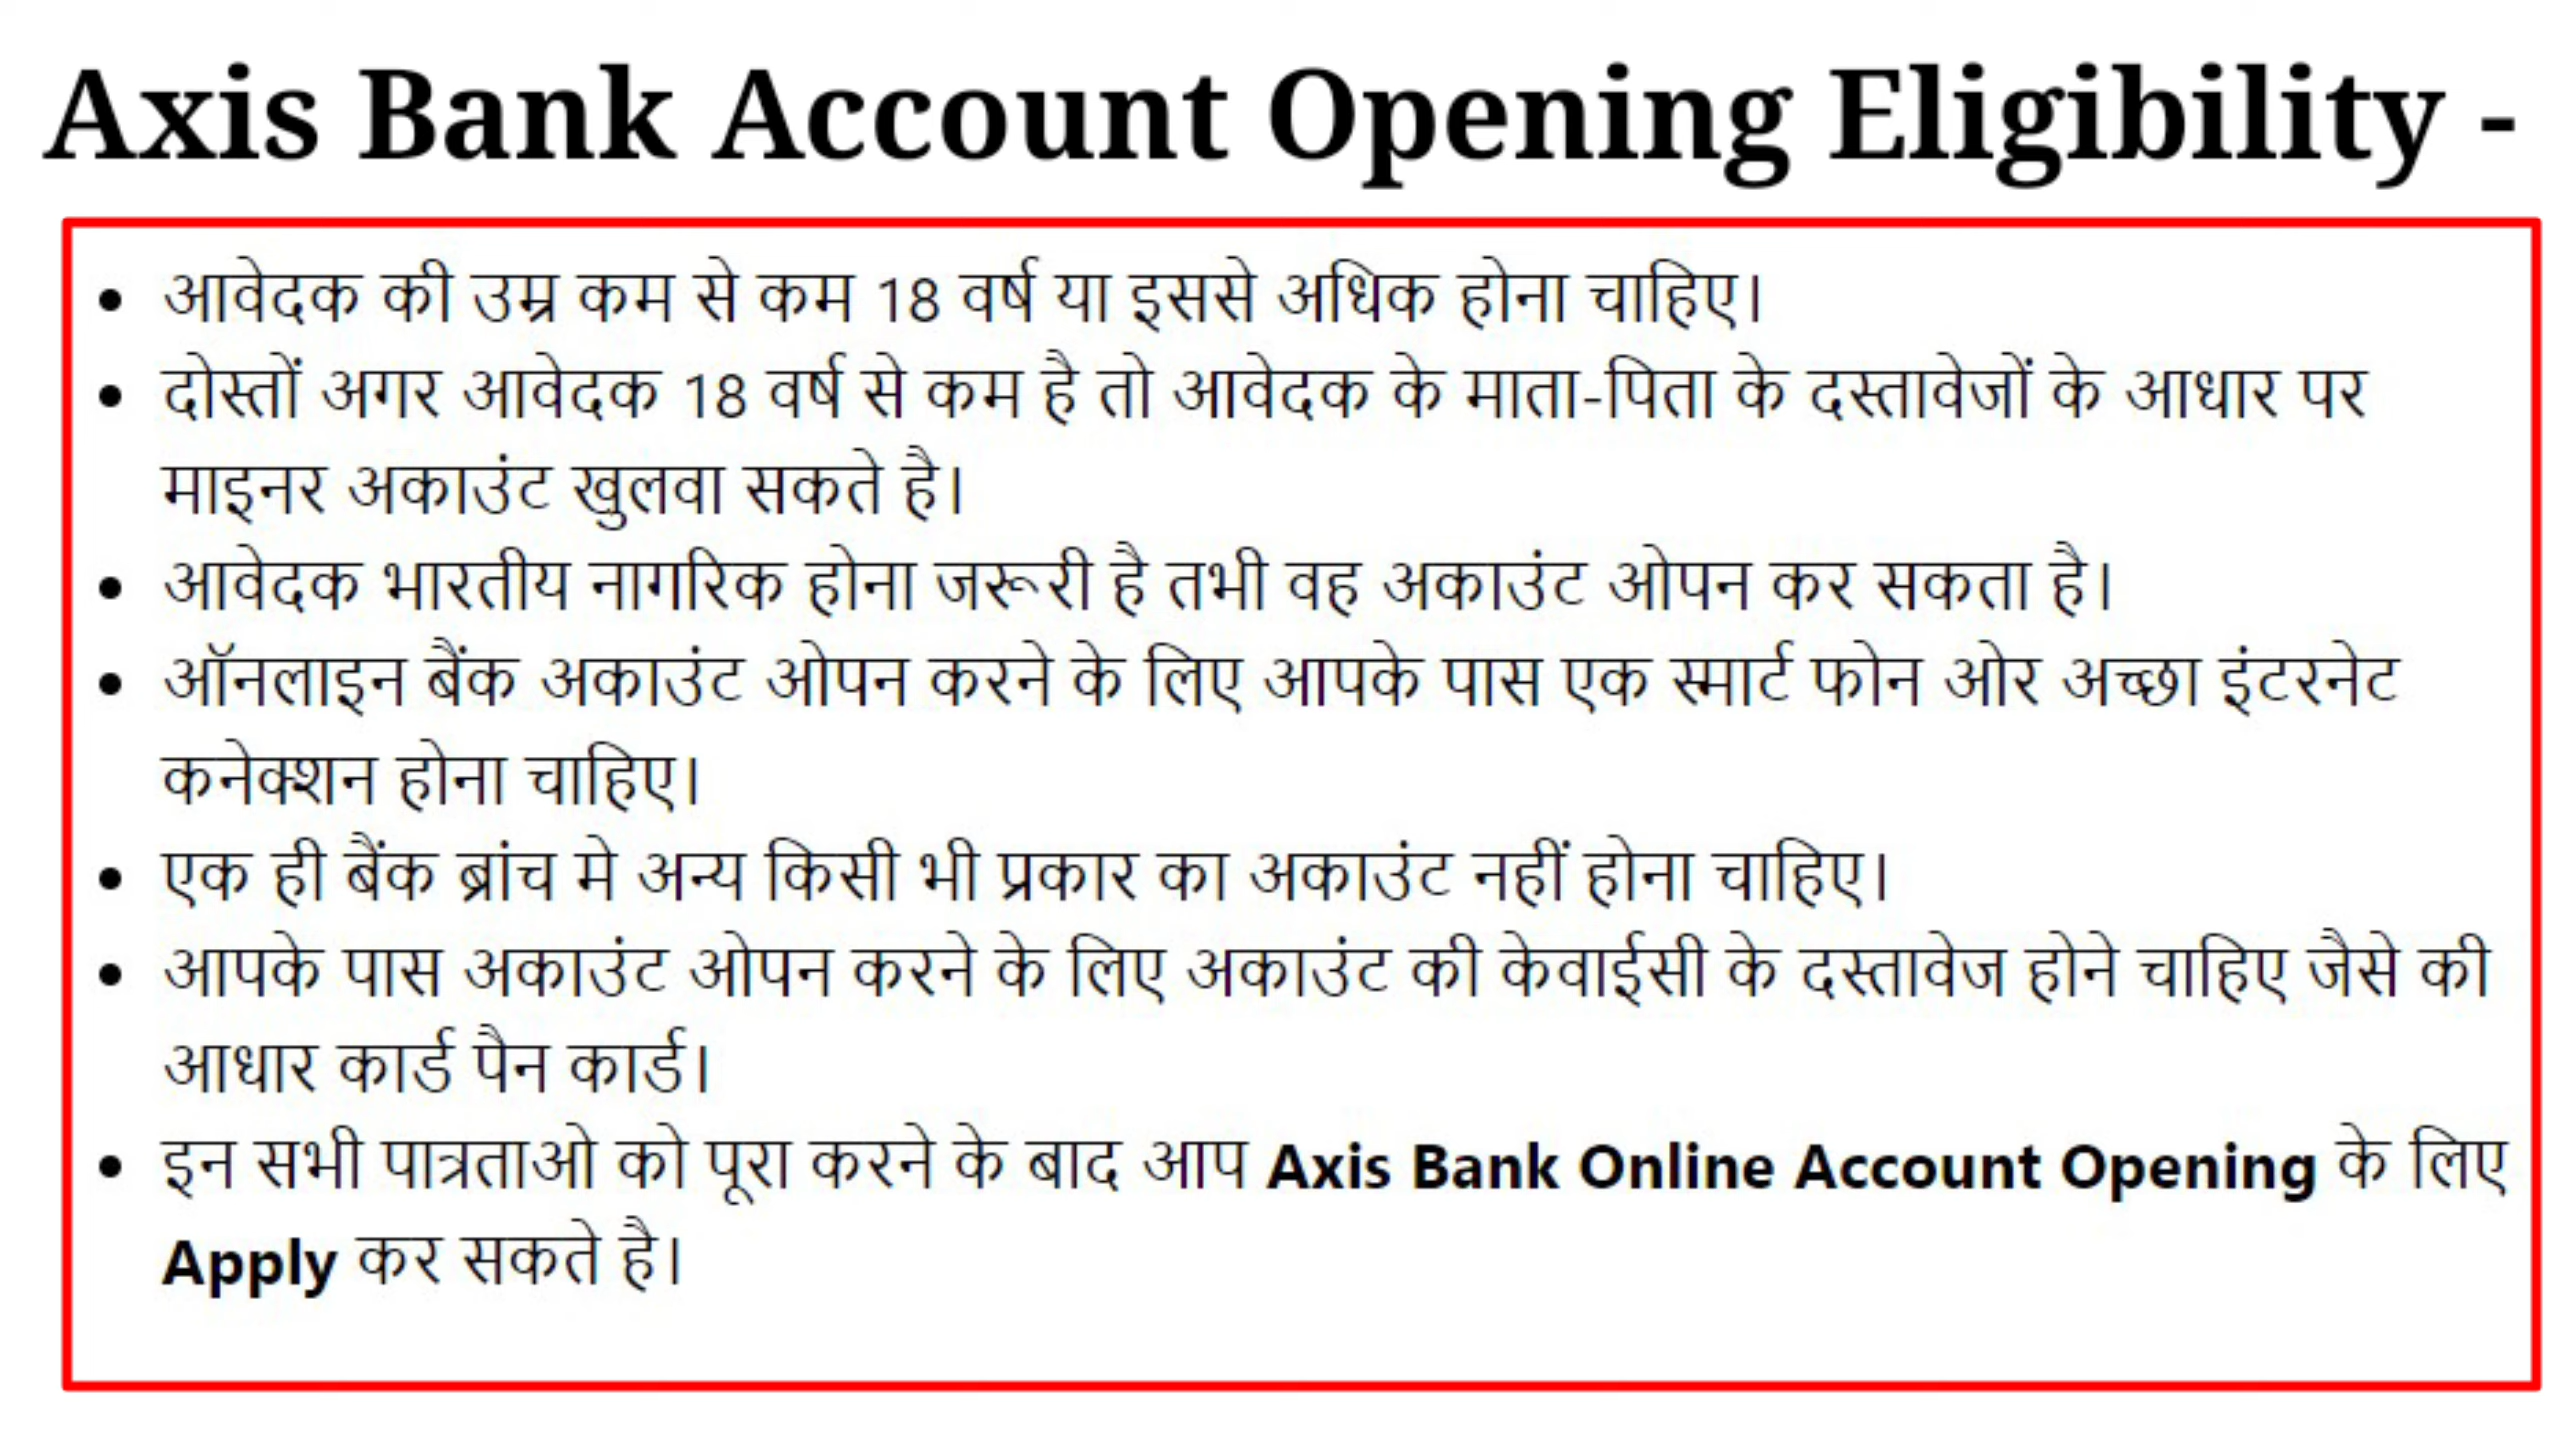 Axis Bank Account Opening Eligibility -
• आवेदक की उम्र कम से कम 18 वर्ष या इससे अधिक होना चाहिए।
• दोस्तों अगर आवेदक 18 वर्ष से कम है तो आवेदक के माता-पिता के दस्तावेजों के आधार पर
माइनर अकाउंट खुलवा सकते है।
• आवेदक भारतीय नागरिक होना जरूरी है तभी वह अकाउंट ओपन कर सकता है।
• ऑनलाइन बैंक अकाउंट ओपन करने के लिए आपके पास एक स्मार्ट फोन ओर अच्छा इंटरनेट
कनेक्शन होना चाहिए।
• एक ही बैंक ब्रांच मे अन्य किसी भी प्रकार का अकाउंट नहीं होना चाहिए।
• आपके पास अकाउंट ओपन करने के लिए अकाउंट की केवाईसी के दस्तावेज होने चाहिए जैसे की
आधार कार्ड पैन कार्ड।
• इन सभी पात्रताओ को पूरा करने के बाद आप Axis Bank Online Account Opening के लिए
Apply कर सकते है।